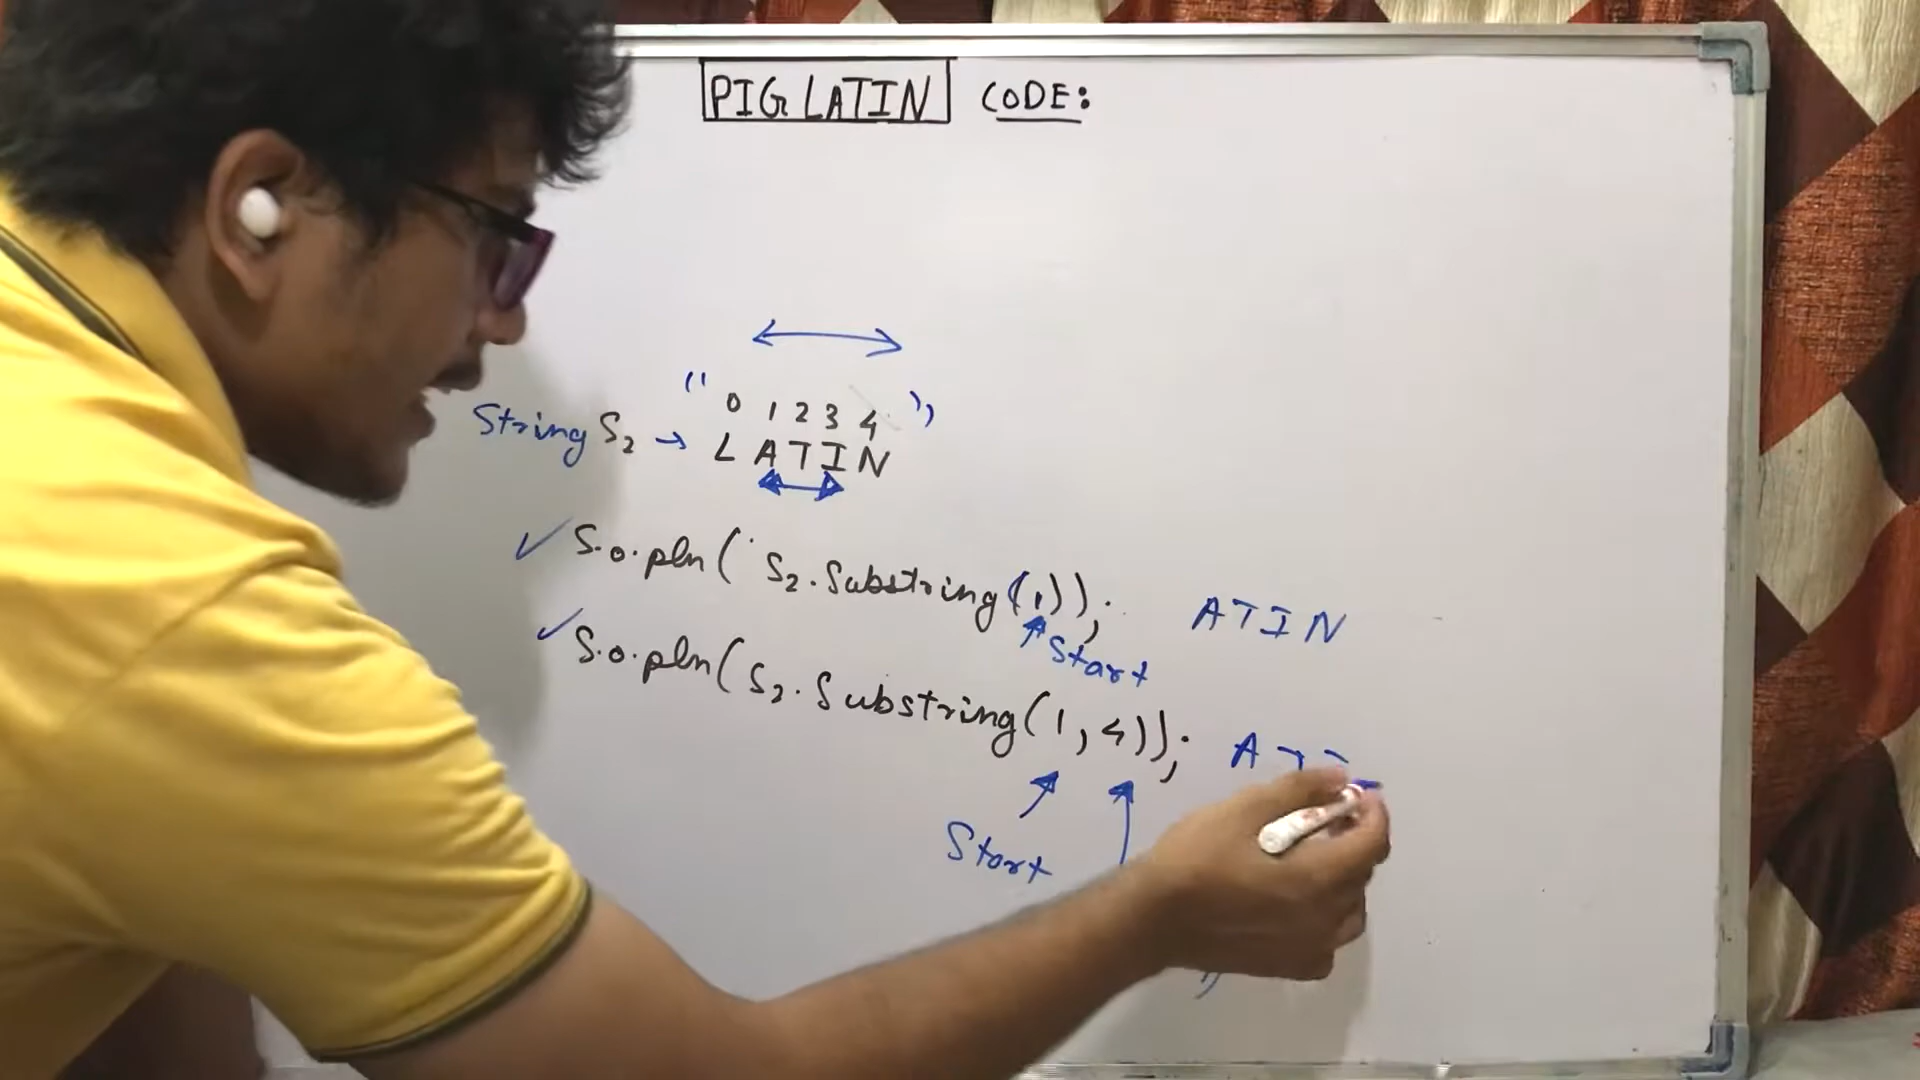 PIG LATIN CODE:
" 0 1 2 3 4 "
String S2 → L A T I N
✓ S.o.pln( S2.Substring(1)); ATIN
Start
✓ S.o.pln(S2.Substring(1,4)); ATI
Start